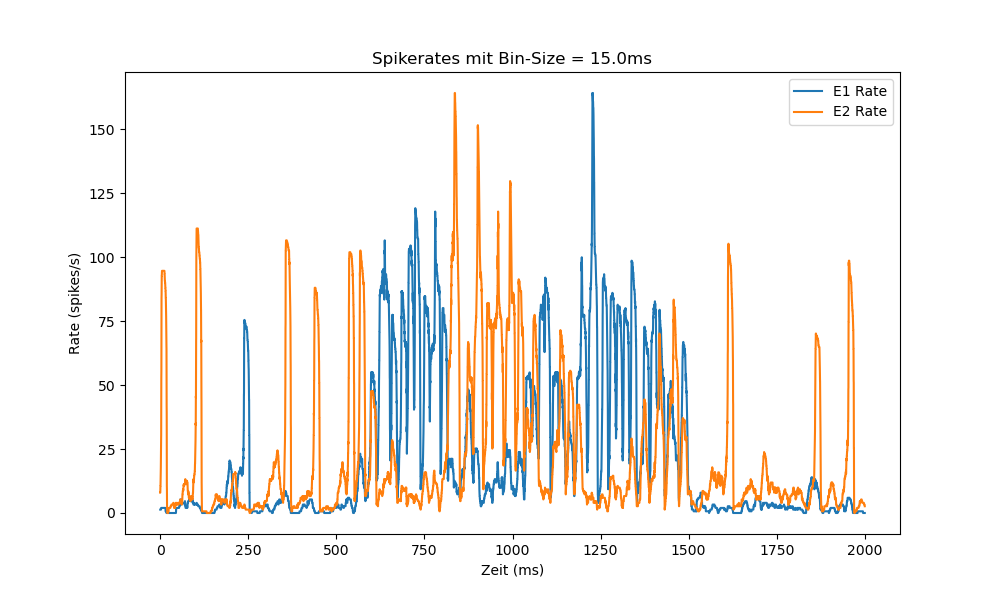 Spikerates mit Bin-Size = 15.0ms
E1 Rate
E2 Rate
Rate (spikes/s)
150
125
100
75
50
25
0
0 250 500 750 1000 1250 1500 1750 2000
Zeit (ms)